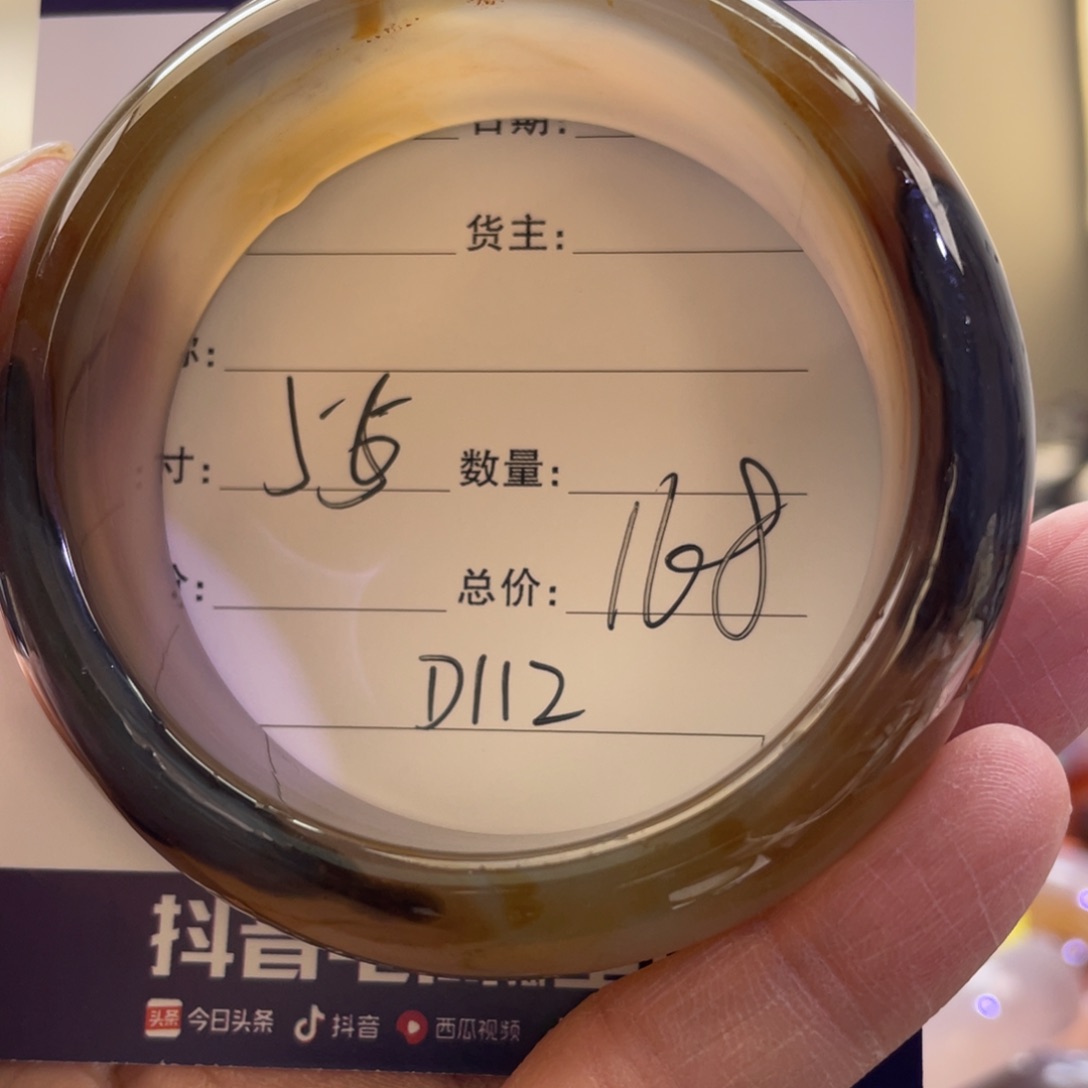 日期:
货主:
寸: 56 数量:
总价: 168
D112
抖音
头条 今日头条 抖音 西瓜视频